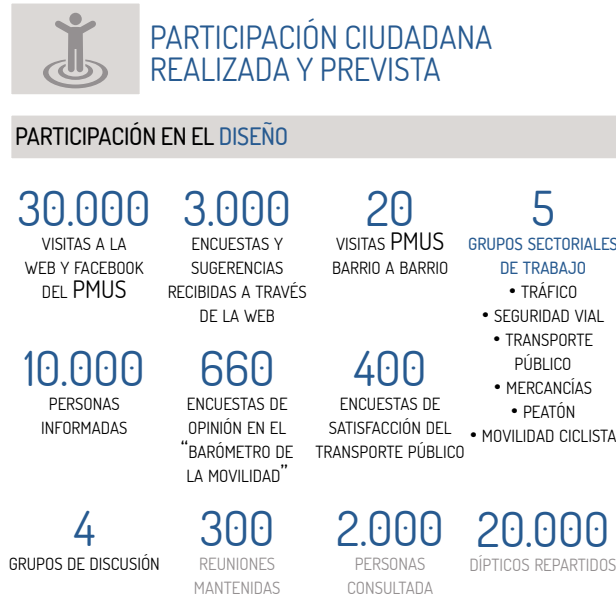 PARTICIPACIÓN CIUDADANA
REALIZADA Y PREVISTA
PARTICIPACIÓN EN EL DISEÑO
30.000
VISITAS A LA
WEB Y FACEBOOK
DEL PMUS
3.000
ENCUESTAS Y
SUGERENCIAS
RECIBIDAS A TRAVÉS
DE LA WEB
20
VISITAS PMUS
BARRIO A BARRIO
5
GRUPOS SECTORIALES
DE TRABAJO
• TRÁFICO
• SEGURIDAD VIAL
• TRANSPORTE
PÚBLICO
• MERCANCÍAS
• PEATÓN
• MOVILIDAD CICLISTA
10.000
PERSONAS
INFORMADAS
660
ENCUESTAS DE
OPINIÓN EN EL
“BARÓMETRO DE
LA MOVILIDAD”
400
ENCUESTAS DE
SATISFACCIÓN DEL
TRANSPORTE PÚBLICO
4
GRUPOS DE DISCUSIÓN
300
REUNIONES
MANTENIDAS
2.000
PERSONAS
CONSULTADA
20.000
DÍPTICOS REPARTIDOS